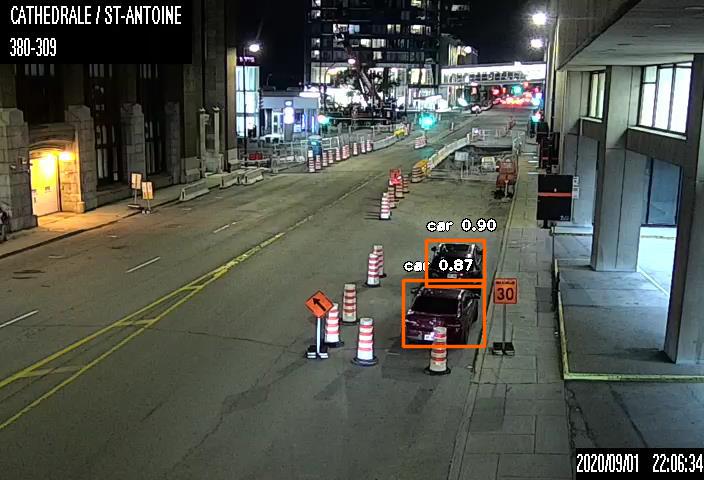 CATHEDRALE / ST-ANTOINE
380-309
car 0.90
car 0.87
30
2020/09/01 22:06:34